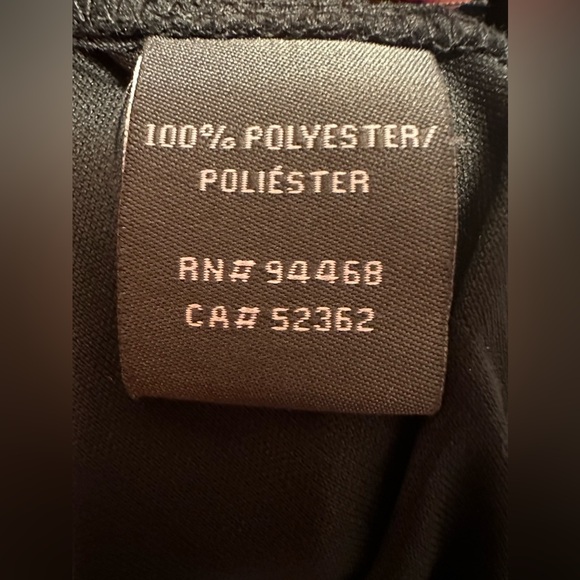 100% POLYESTER/
POLIÉSTER
RN# 94468
CA# 52362